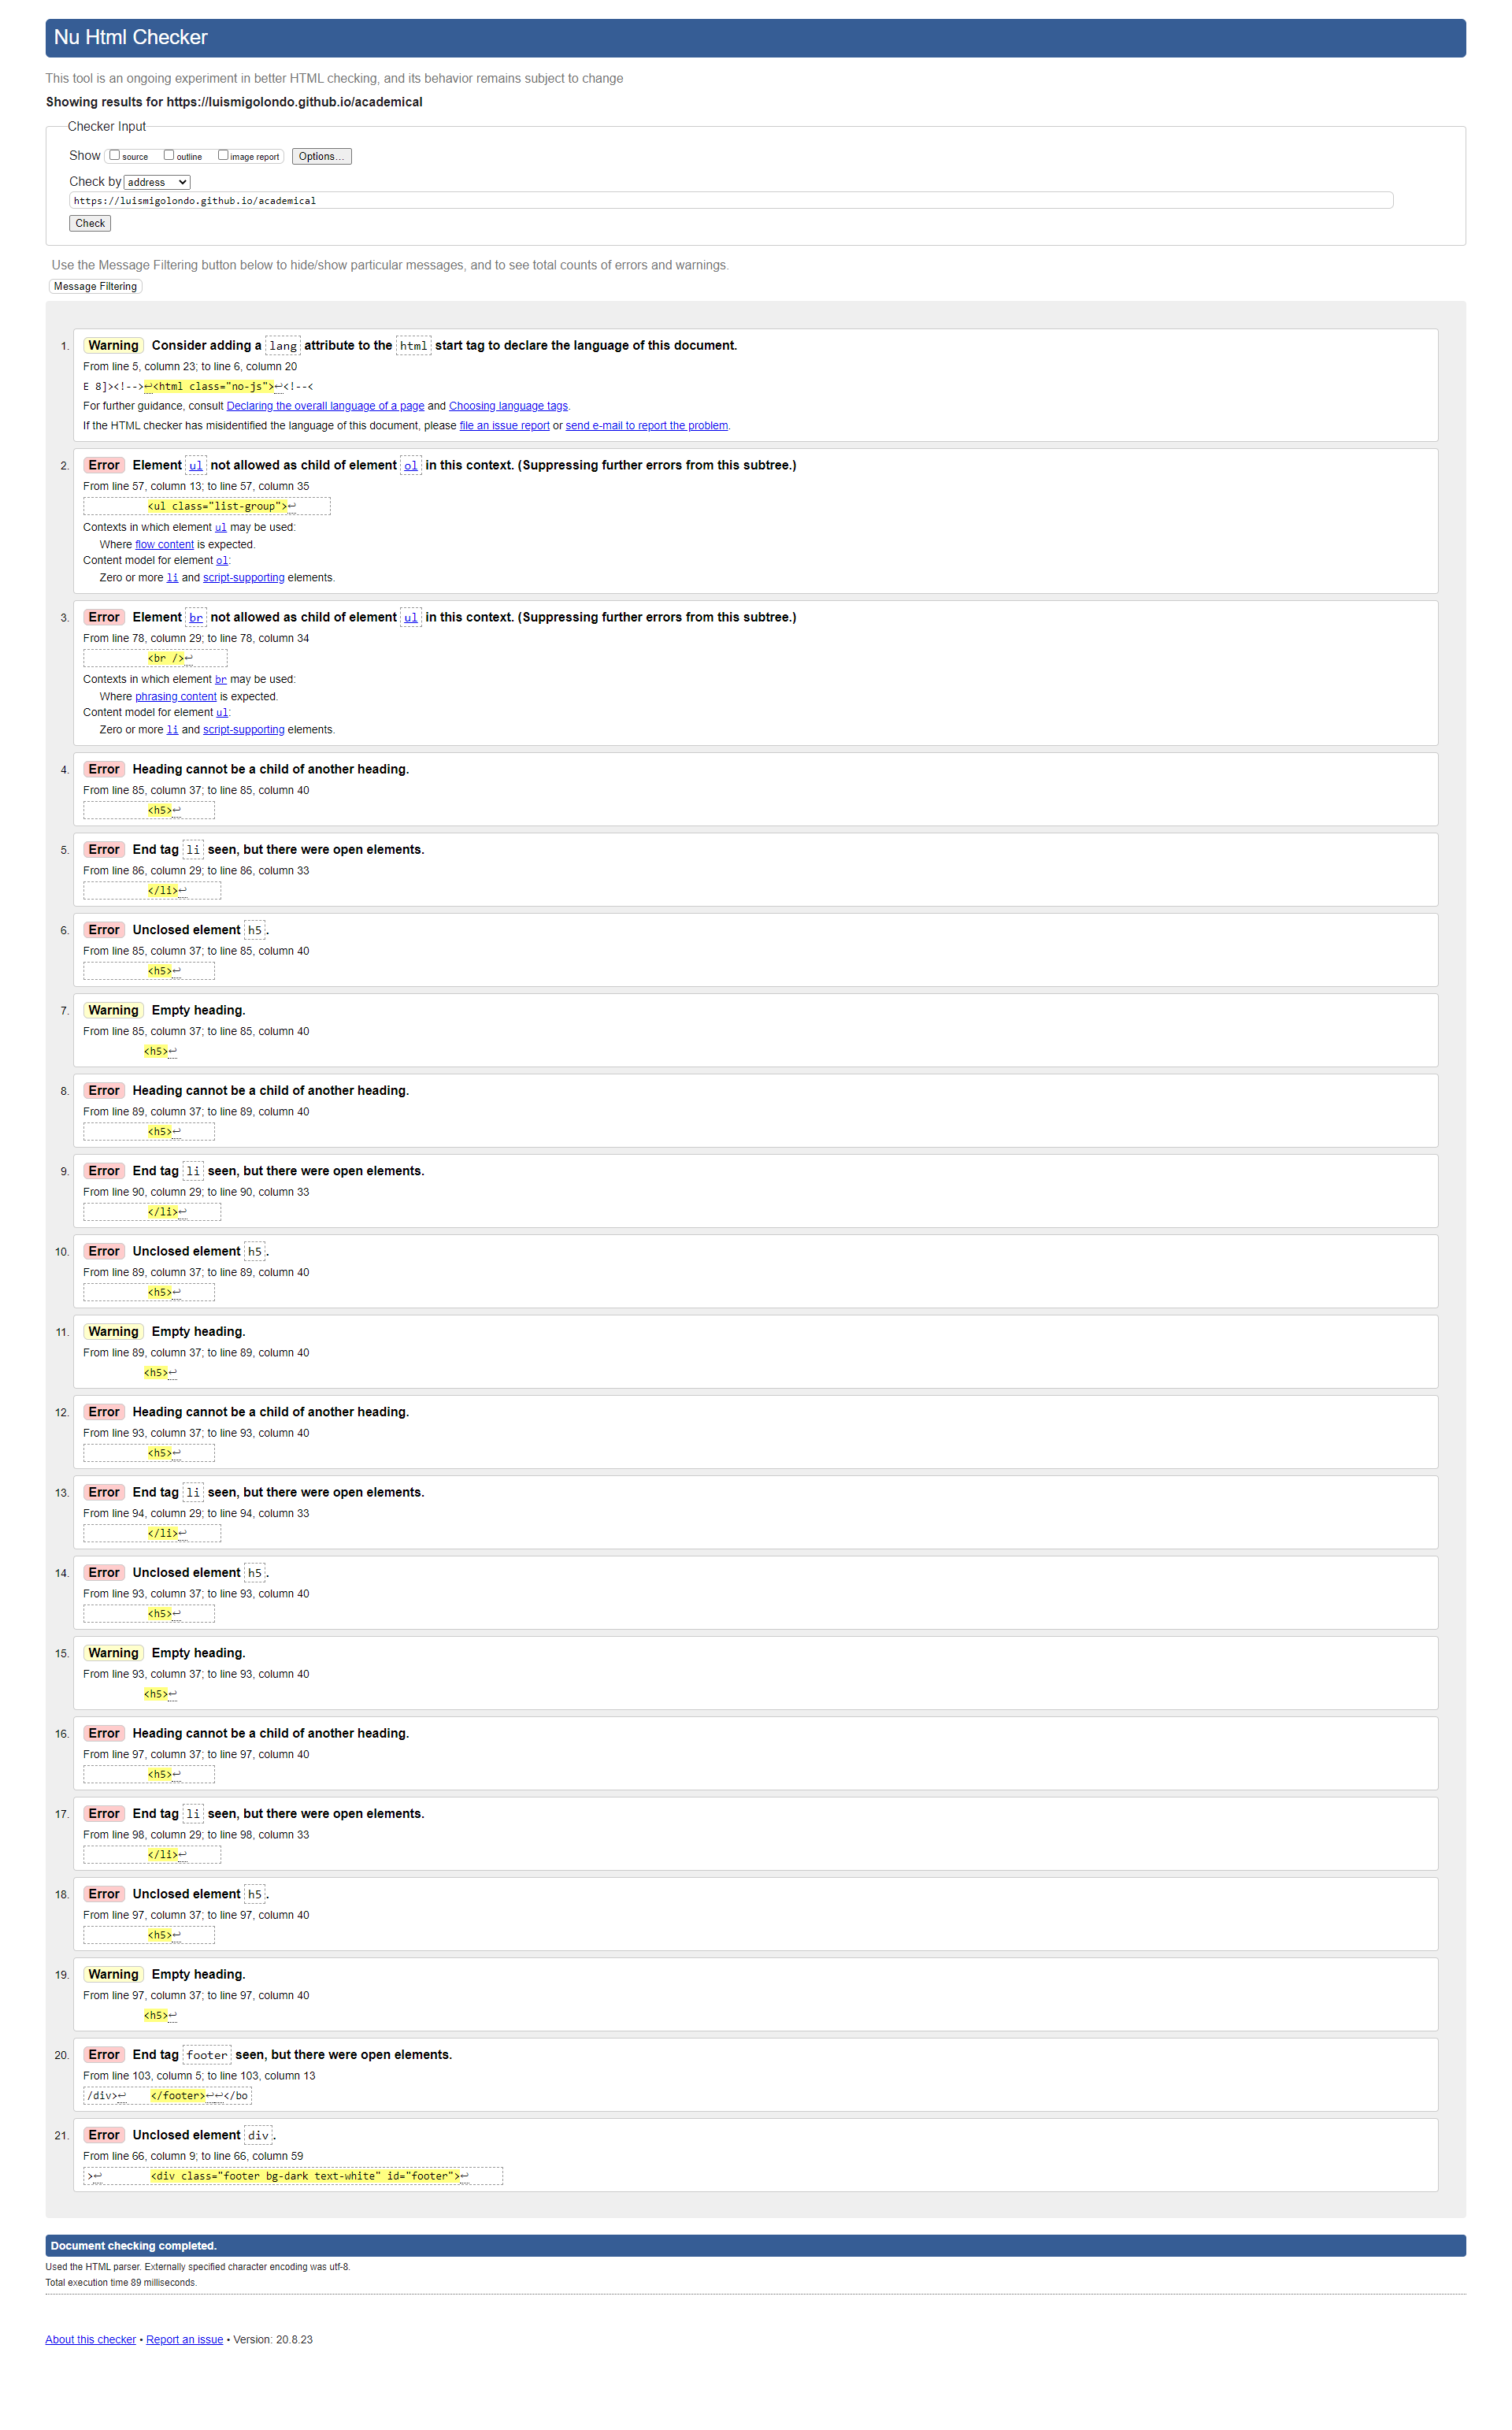 Nu Html Checker
This tool is an ongoing experiment in better HTML checking, and its behavior remains subject to change
Showing results for https://luismigolondo.github.io/academical
Checker Input
Show source outline image report Options...
Check by address
https://luismigolondo.github.io/academical
Check
Use the Message Filtering button below to hide/show particular messages, and to see total counts of errors and warnings.
Message Filtering
1. Warning Consider adding a lang attribute to the html start tag to declare the language of this document.
From line 5, column 23; to line 6, column 20
E 8]><!-->↩<html class="no-js">↩<!--<
For further guidance, consult Declaring the overall language of a page and Choosing language tags.
If the HTML checker has misidentified the language of this document, please file an issue report or send e-mail to report the problem.
2. Error Element ul not allowed as child of element ol in this context. (Suppressing further errors from this subtree.)
From line 57, column 13; to line 57, column 35
<ul class="list-group">↩
Contexts in which element ul may be used:
Where flow content is expected.
Content model for element ol:
Zero or more li and script-supporting elements.
3. Error Element br not allowed as child of element ul in this context. (Suppressing further errors from this subtree.)
From line 78, column 29; to line 78, column 34
<br />↩
Contexts in which element br may be used:
Where phrasing content is expected.
Content model for element ul:
Zero or more li and script-supporting elements.
4. Error Heading cannot be a child of another heading.
From line 85, column 37; to line 85, column 40
<h5>↩
5. Error End tag li seen, but there were open elements.
From line 86, column 29; to line 86, column 33
</li>↩
6. Error Unclosed element h5.
From line 85, column 37; to line 85, column 40
<h5>↩
7. Warning Empty heading.
From line 85, column 37; to line 85, column 40
<h5>↩
8. Error Heading cannot be a child of another heading.
From line 89, column 37; to line 89, column 40
<h5>↩
9. Error End tag li seen, but there were open elements.
From line 90, column 29; to line 90, column 33
</li>↩
10. Error Unclosed element h5.
From line 89, column 37; to line 89, column 40
<h5>↩
11. Warning Empty heading.
From line 89, column 37; to line 89, column 40
<h5>↩
12. Error Heading cannot be a child of another heading.
From line 93, column 37; to line 93, column 40
<h5>↩
13. Error End tag li seen, but there were open elements.
From line 94, column 29; to line 94, column 33
</li>↩
14. Error Unclosed element h5.
From line 93, column 37; to line 93, column 40
<h5>↩
15. Warning Empty heading.
From line 93, column 37; to line 93, column 40
<h5>↩
16. Error Heading cannot be a child of another heading.
From line 97, column 37; to line 97, column 40
<h5>↩
17. Error End tag li seen, but there were open elements.
From line 98, column 29; to line 98, column 33
</li>↩
18. Error Unclosed element h5.
From line 97, column 37; to line 97, column 40
<h5>↩
19. Warning Empty heading.
From line 97, column 37; to line 97, column 40
<h5>↩
20. Error End tag footer seen, but there were open elements.
From line 103, column 5; to line 103, column 13
/div>↩ </footer>↩↩</bo
21. Error Unclosed element div.
From line 66, column 9; to line 66, column 59
>↩ <div class="footer bg-dark text-white" id="footer">↩
Document checking completed.
Used the HTML parser. Externally specified character encoding was utf-8.
Total execution time 89 milliseconds.
About this checker • Report an issue • Version: 20.8.23